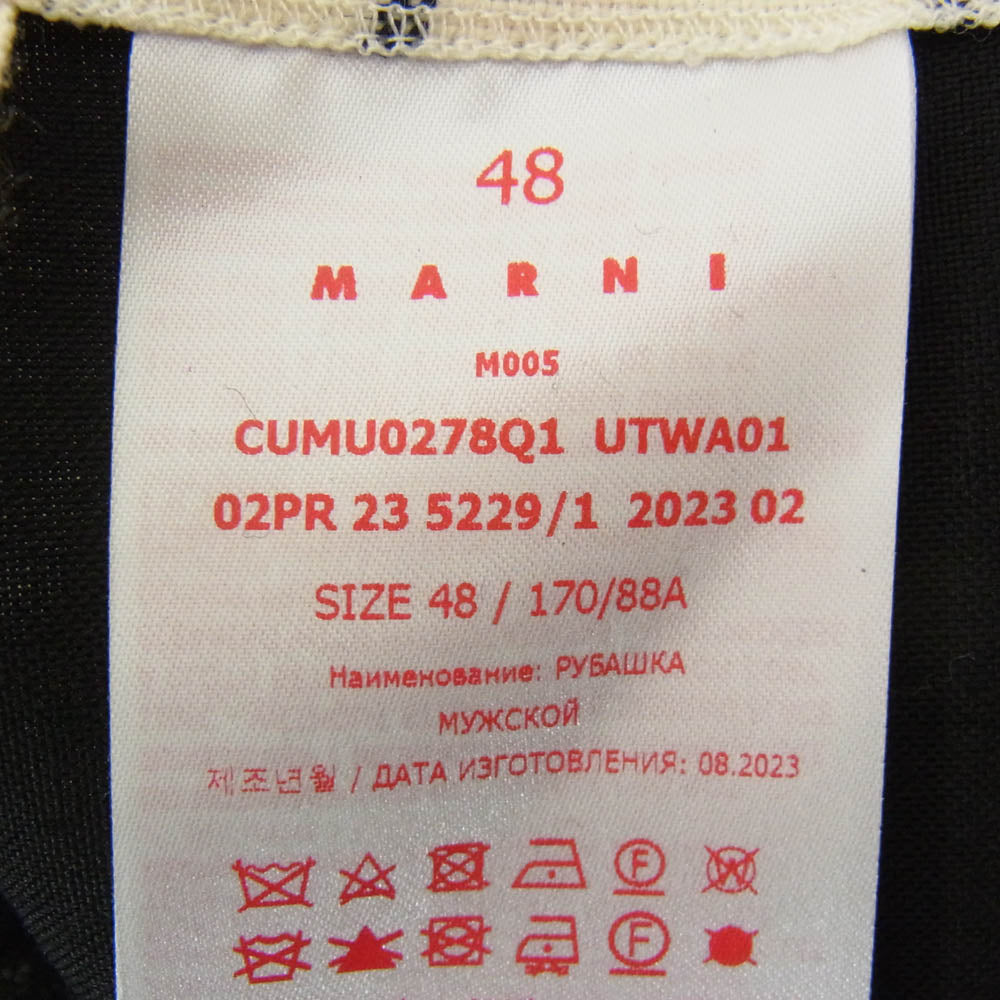 48
MARNI
M005
CUMU0278Q1 UTWA01
02PR 23 5229/1 2023 02
SIZE 48 / 170/88A
Наименование: РУБАШКА
МУЖСКОЙ
제조년월 / ДАТА ИЗГОТОВЛЕНИЯ: 08.2023
F W
F